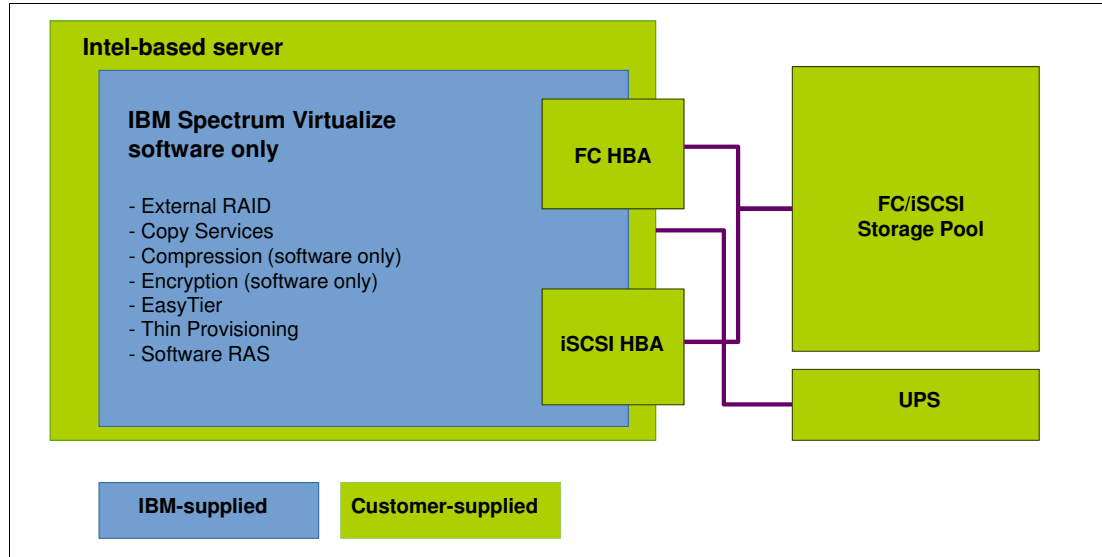 Intel-based server
IBM Spectrum Virtualize
software only
- External RAID
- Copy Services
- Compression (software only)
- Encryption (software only)
- EasyTier
- Thin Provisioning
- Software RAS
FC HBA
iSCSI HBA
FC/iSCSI
Storage Pool
UPS
IBM-supplied
Customer-supplied